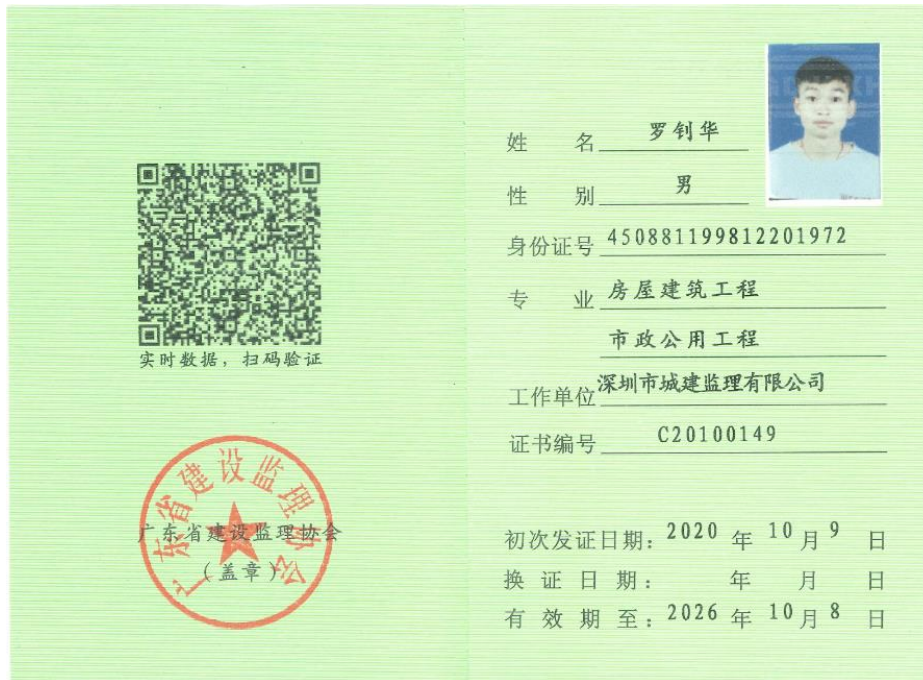 实时数据，扫码验证
广东省建设监理协会
广东省建设监理协会
（盖章）
姓 名 罗钊华
性 别 男
身份证号 450881199812201972
专 业 房屋建筑工程
市政公用工程
工作单位 深圳市城建监理有限公司
证书编号 C20100149
初次发证日期：2020 年 10 月 9 日
换 证 日 期： 年 月 日
有 效 期 至：2026 年 10 月 8 日